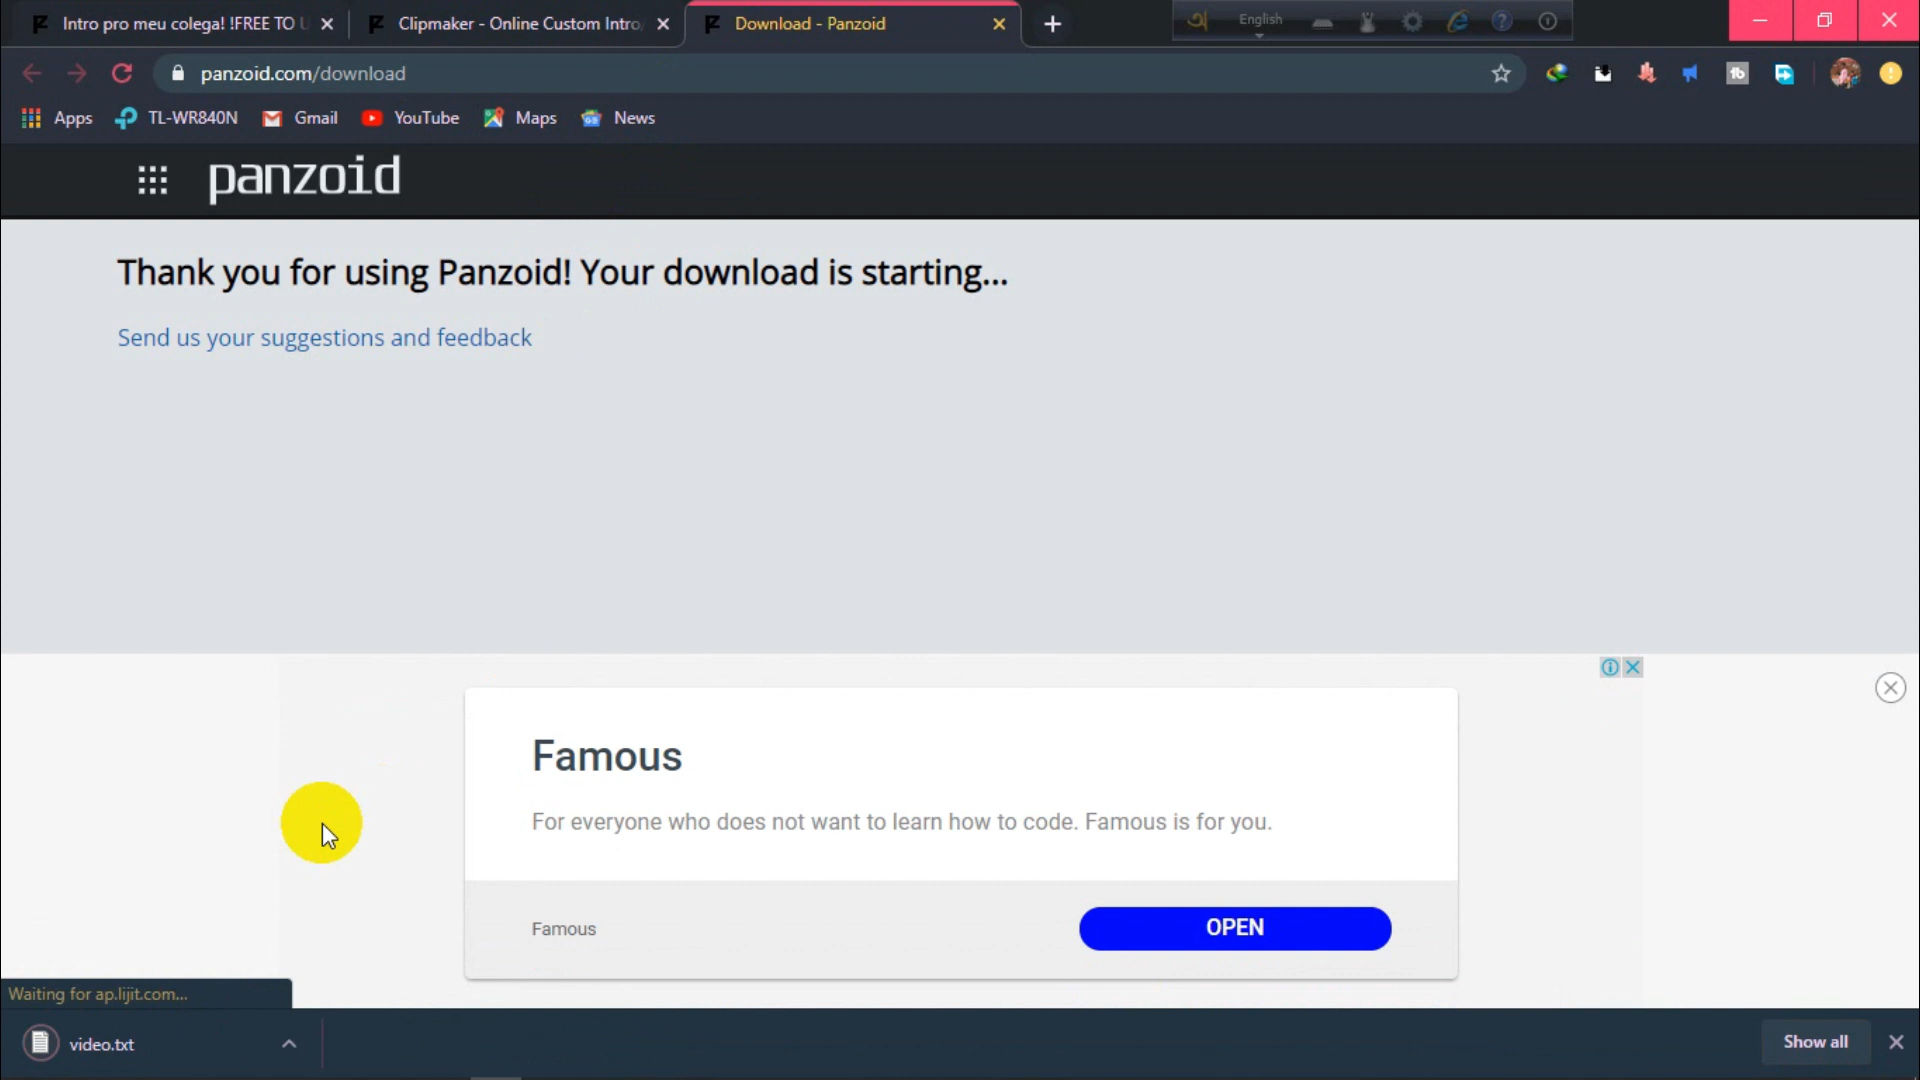 Intro pro meu colega! !FREE TO U
Clipmaker - Online Custom Intro,
Download - Panzoid
অ
English
panzoid.com/download
Apps
TL-WR840N
Gmail
YouTube
Maps
News
panzoid
Thank you for using Panzoid! Your download is starting...
Send us your suggestions and feedback
Famous
For everyone who does not want to learn how to code. Famous is for you.
Famous
OPEN
Waiting for ap.lijit.com...
video.txt
Show all